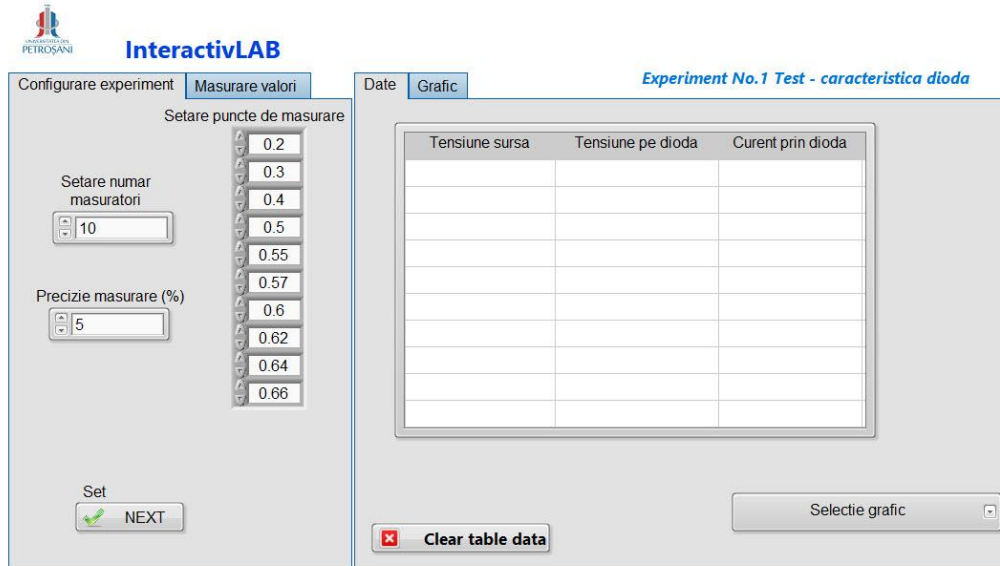 UNIVERSITATEA DIN
PETROȘANI
InteractivLAB
Configurare experiment
Masurare valori
Setare puncte de masurare
Setare numar
masuratori
10
Precizie masurare (%)
5
0.2
0.3
0.4
0.5
0.55
0.57
0.6
0.62
0.64
0.66
Set
NEXT
Date
Grafic
Experiment No.1 Test - caracteristica dioda
Tensiune sursa
Tensiune pe dioda
Curent prin dioda
Clear table data
Selectie grafic